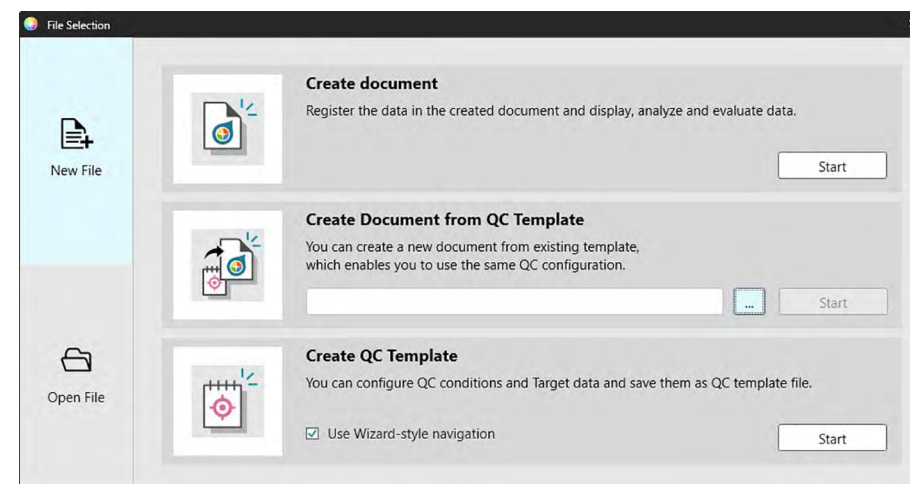 File Selection
New File
Open File
Create document
Register the data in the created document and display, analyze and evaluate data.
Start
Create Document from QC Template
You can create a new document from existing template,
which enables you to use the same QC configuration.
...
Start
Create QC Template
You can configure QC conditions and Target data and save them as QC template file.
Use Wizard-style navigation
Start